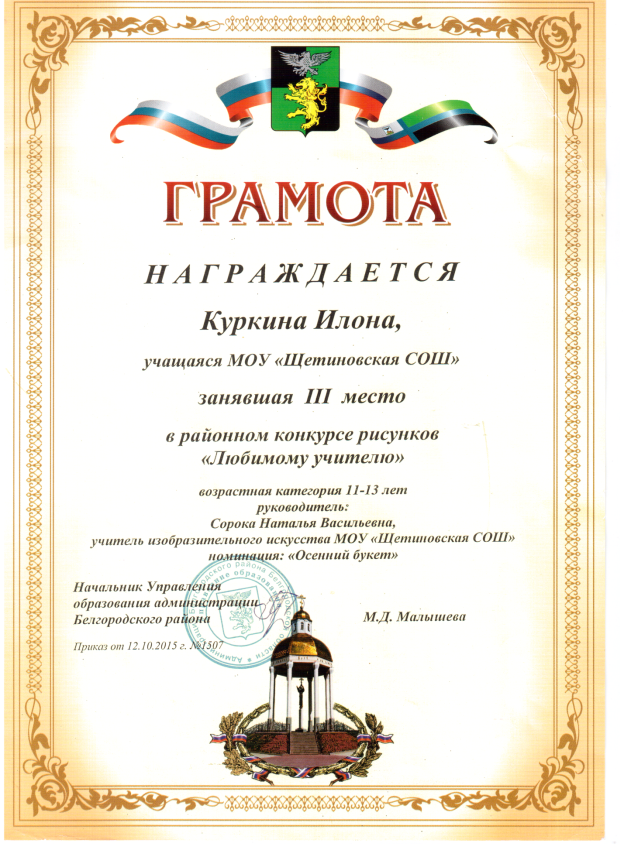 ГРАМОТА
НАГРАЖДАЕТСЯ
Куркина Илона,
учащаяся МОУ «Щетиновская СОШ»
занявшая III место
в районном конкурсе рисунков
«Любимому учителю»
возрастная категория 11-13 лет
руководитель:
Сорока Наталья Васильевна,
учитель изобразительного искусства МОУ «Щетиновская СОШ»
номинация: «Осенний букет»
Начальник Управления
образования администрации
Белгородского района
М.Д. Малышева
Приказ от 12.10.2015 г. №1507